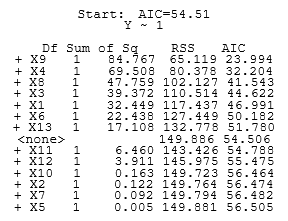 Start:  AIC=54.51
Y ~ 1
Df Sum of Sq RSS AIC
+ X9 1 84.767 65.119 23.994
+ X4 1 69.508 80.378 32.204
+ X8 1 47.759 102.127 41.543
+ X3 1 39.372 110.514 44.622
+ X1 1 32.449 117.437 46.991
+ X6 1 22.438 127.449 50.182
+ X13 1 17.108 132.778 51.780
<none> 149.886 54.506
+ X11 1 6.460 143.426 54.788
+ X12 1 3.911 145.975 55.475
+ X10 1 0.163 149.723 56.464
+ X2 1 0.122 149.764 56.474
+ X7 1 0.092 149.794 56.482
+ X5 1 0.005 149.881 56.505